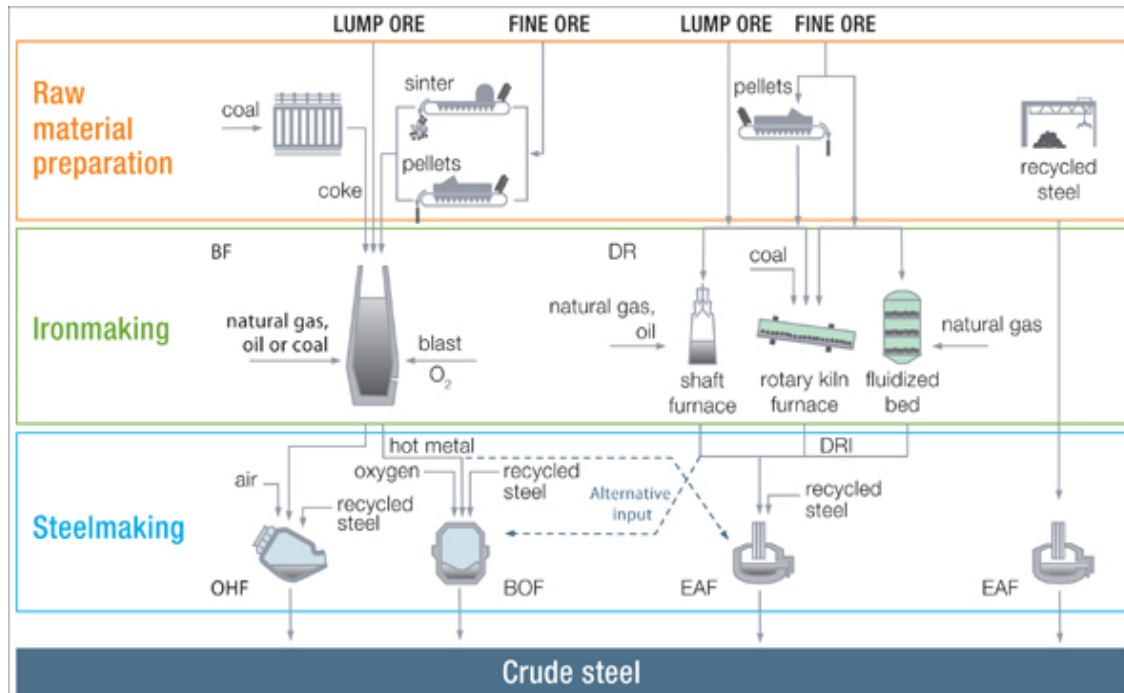 LUMP ORE
FINE ORE
LUMP ORE
FINE ORE
Raw
material
preparation
coal
coke
sinter
pellets
pellets
recycled
steel
Ironmaking
BF
natural gas,
oil or coal
blast
O₂
DR
coal
natural gas,
oil
natural gas
shaft
furnace
rotary kiln
furnace
fluidized
bed
Steelmaking
hot metal
DRI
air
recycled
steel
oxygen
recycled
steel
Alternative
input
recycled
steel
OHF
BOF
EAF
EAF
Crude steel